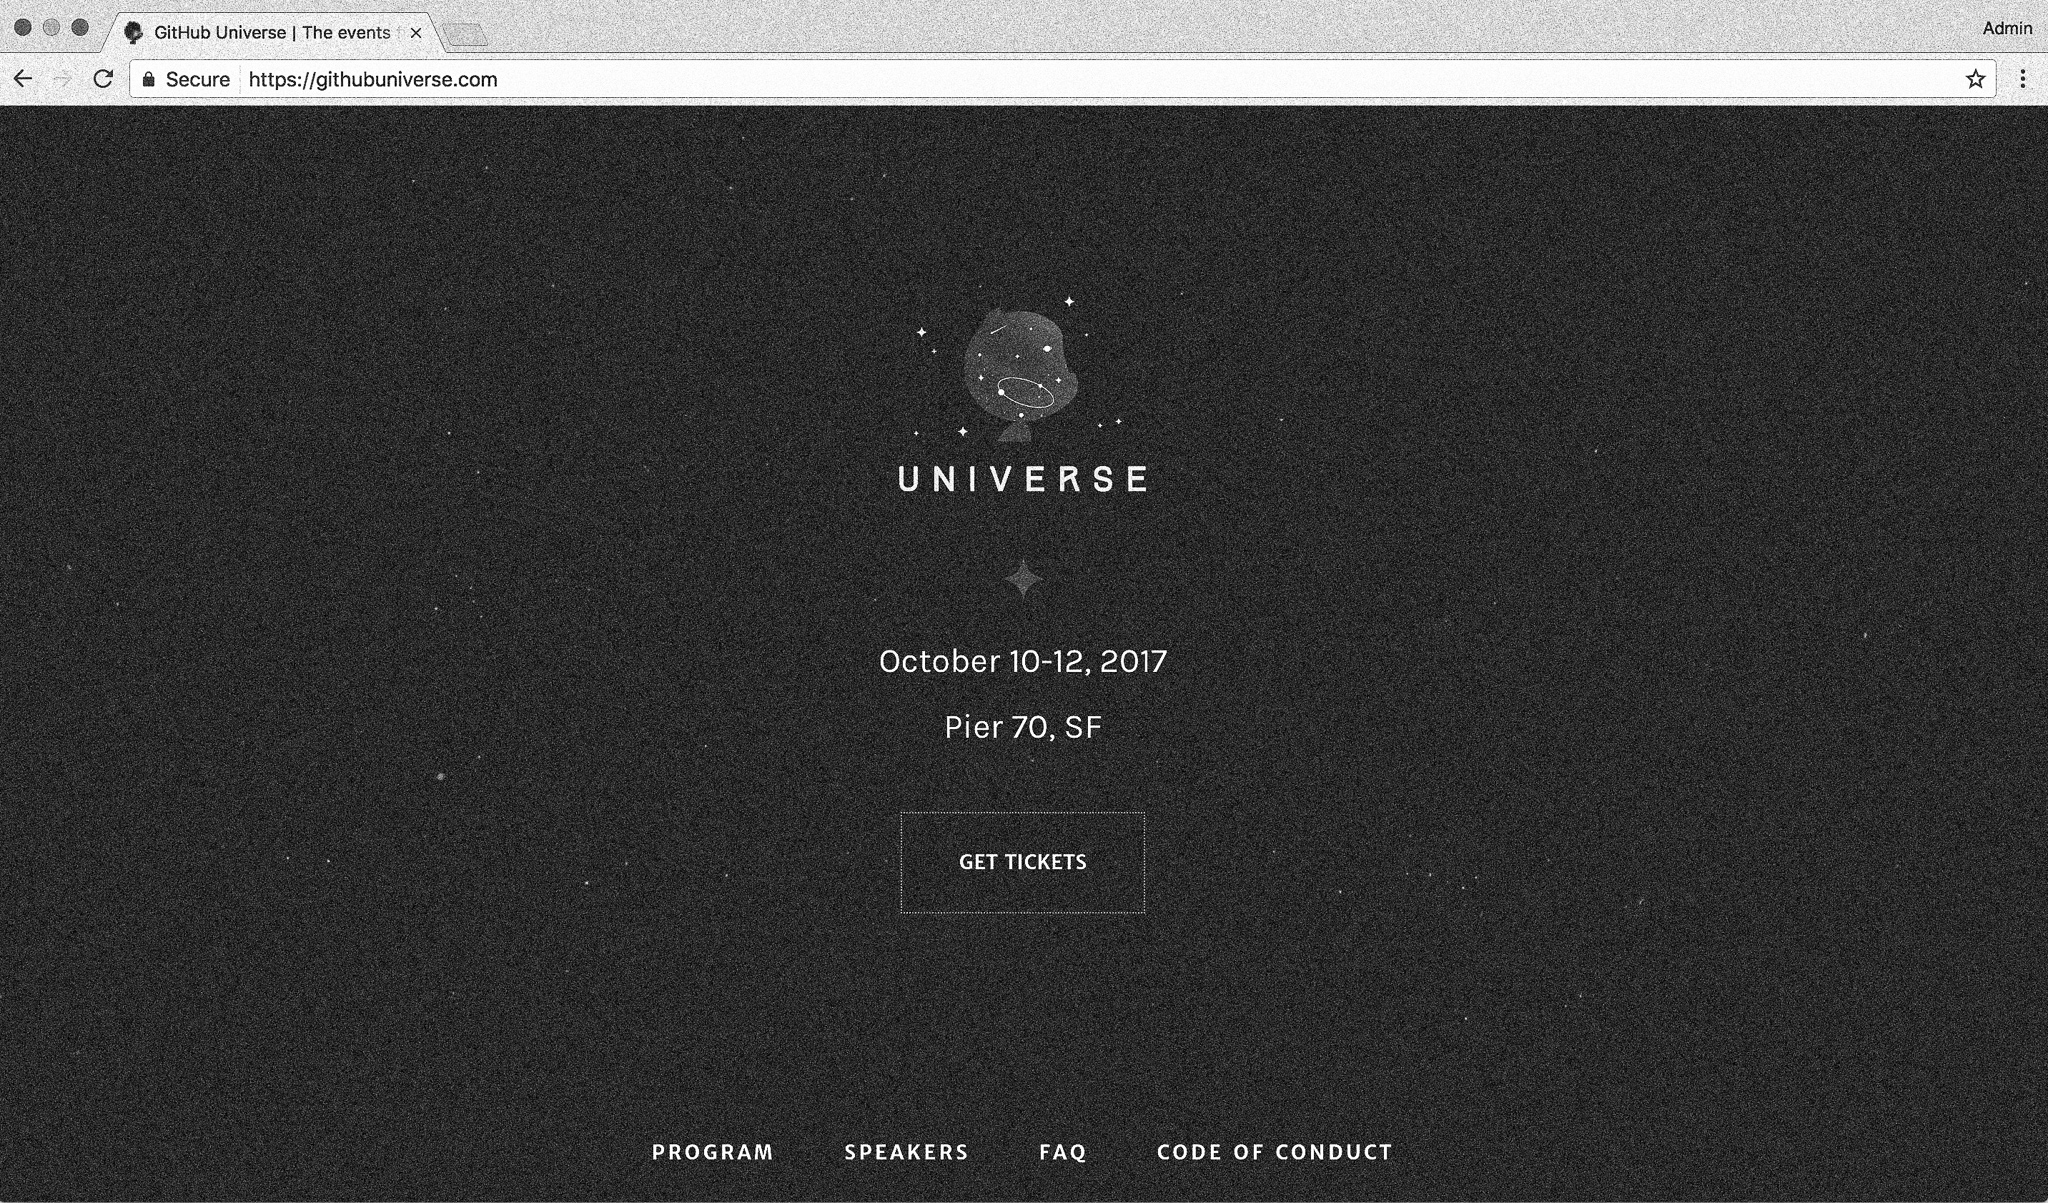 GitHub Universe | The events
Admin
Secure
https://githubuniverse.com
UNIVERSE
October 10-12, 2017
Pier 70, SF
GET TICKETS
PROGRAM
SPEAKERS
FAQ
CODE OF CONDUCT